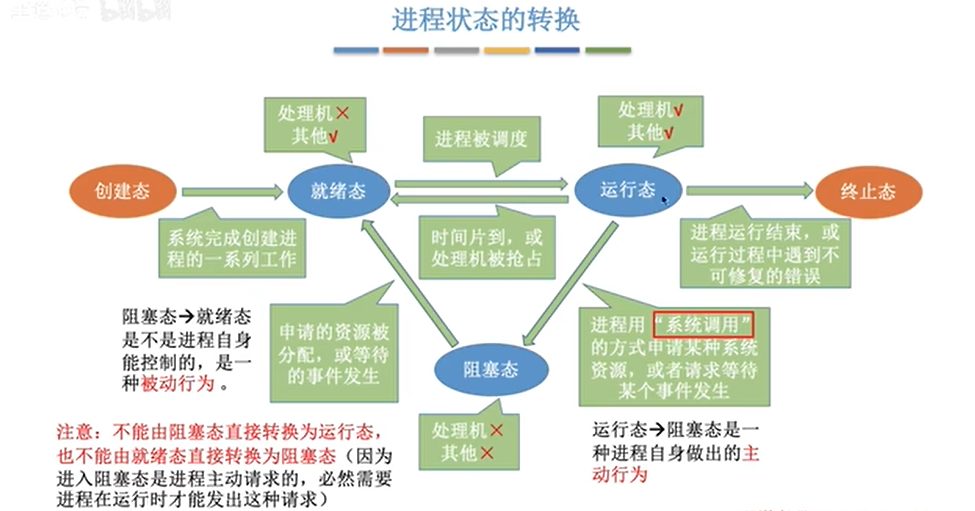 bilibili
进程状态的转换
处理机×
其他√
进程被调度
处理机√
其他√
创建态
就绪态
运行态
终止态
系统完成创建进
程的一系列工作
时间片到，或
处理机被抢占
进程运行结束，或
运行过程中遇到不
可修复的错误
阻塞态→就绪态
是不是进程自身
能控制的，是一
种被动行为。
申请的资源被
分配，或等待
的事件发生
进程用“系统调用”
的方式申请某种系统
资源，或者请求等待
某个事件发生
阻塞态
处理机×
其他×
注意：不能由阻塞态直接转换为运行态，
也不能由就绪态直接转换为阻塞态（因为
进入阻塞态是进程主动请求的，必然需要
进程在运行时才能发出这种请求）
运行态→阻塞态是一
种进程自身做出的主
动行为